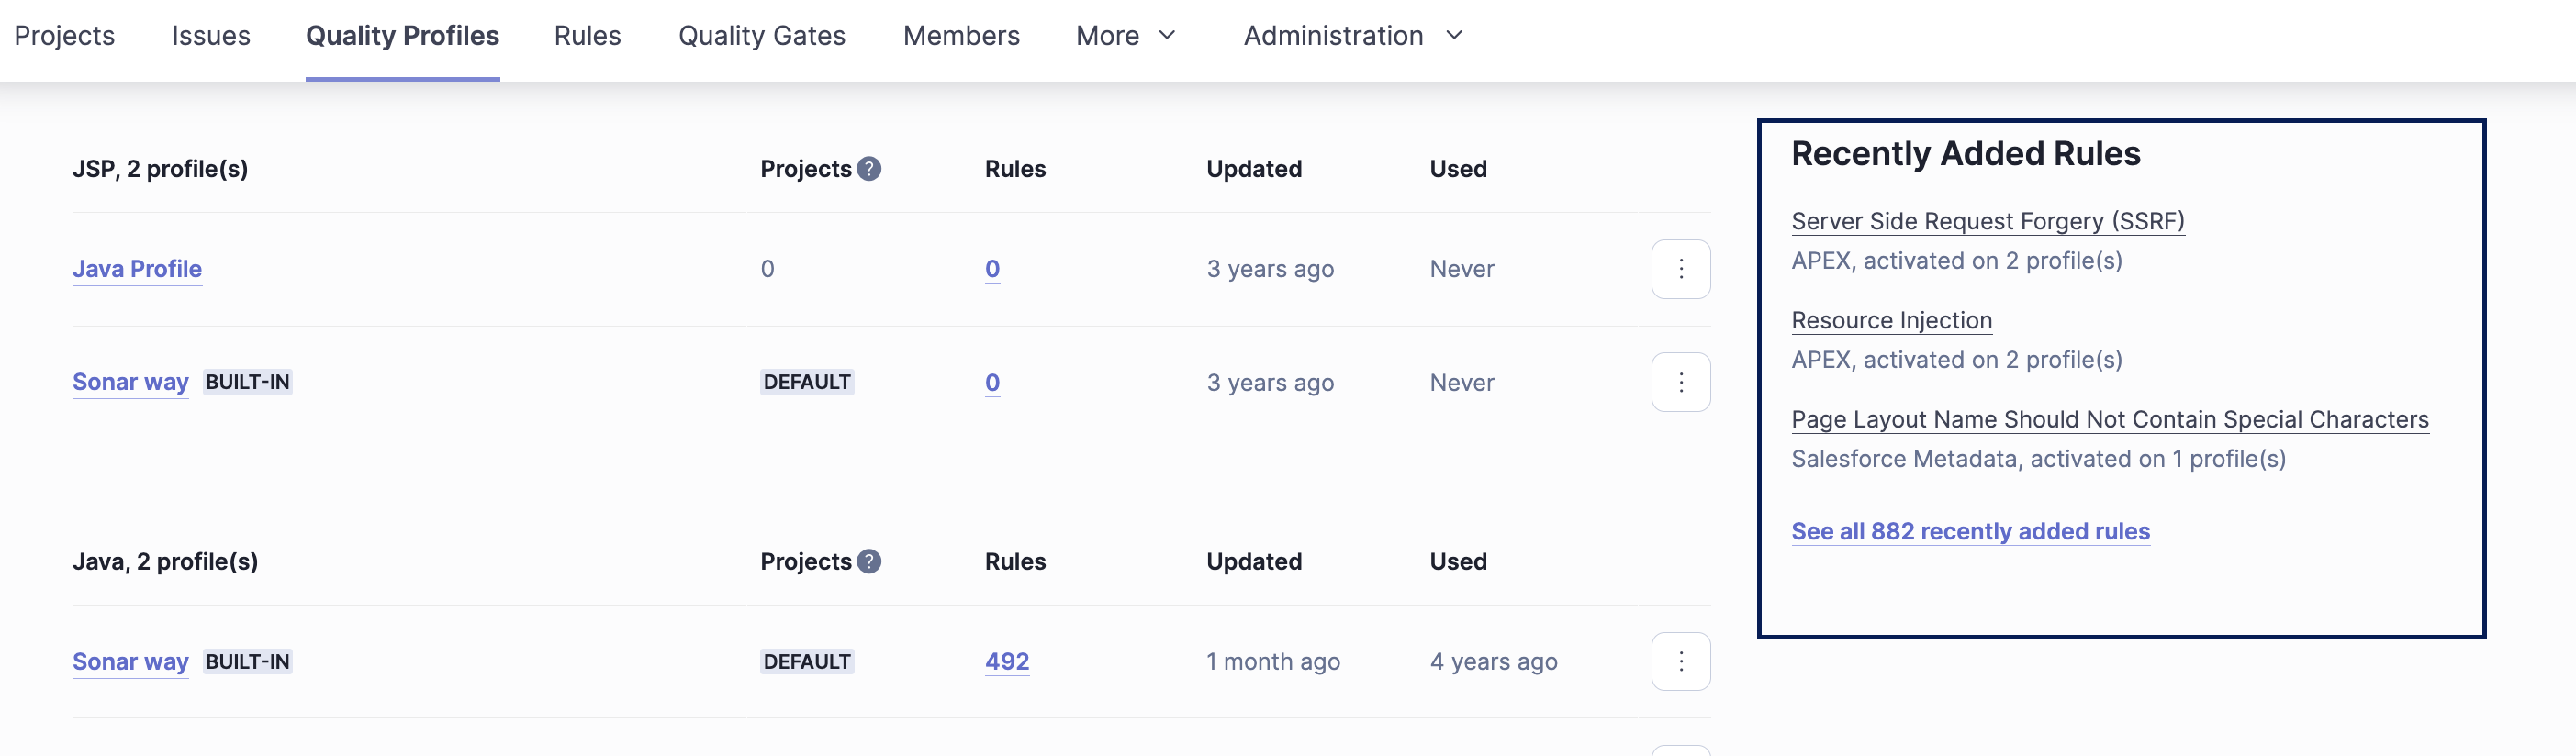 Projects Issues Quality Profiles Rules Quality Gates Members More Administration
JSP, 2 profile(s) Projects ? Rules Updated Used
Java Profile 0 0 3 years ago Never
Sonar way BUILT-IN DEFAULT 0 3 years ago Never
Java, 2 profile(s) Projects ? Rules Updated Used
Sonar way BUILT-IN DEFAULT 492 1 month ago 4 years ago
Recently Added Rules
Server Side Request Forgery (SSRF)
APEX, activated on 2 profile(s)
Resource Injection
APEX, activated on 2 profile(s)
Page Layout Name Should Not Contain Special Characters
Salesforce Metadata, activated on 1 profile(s)
See all 882 recently added rules